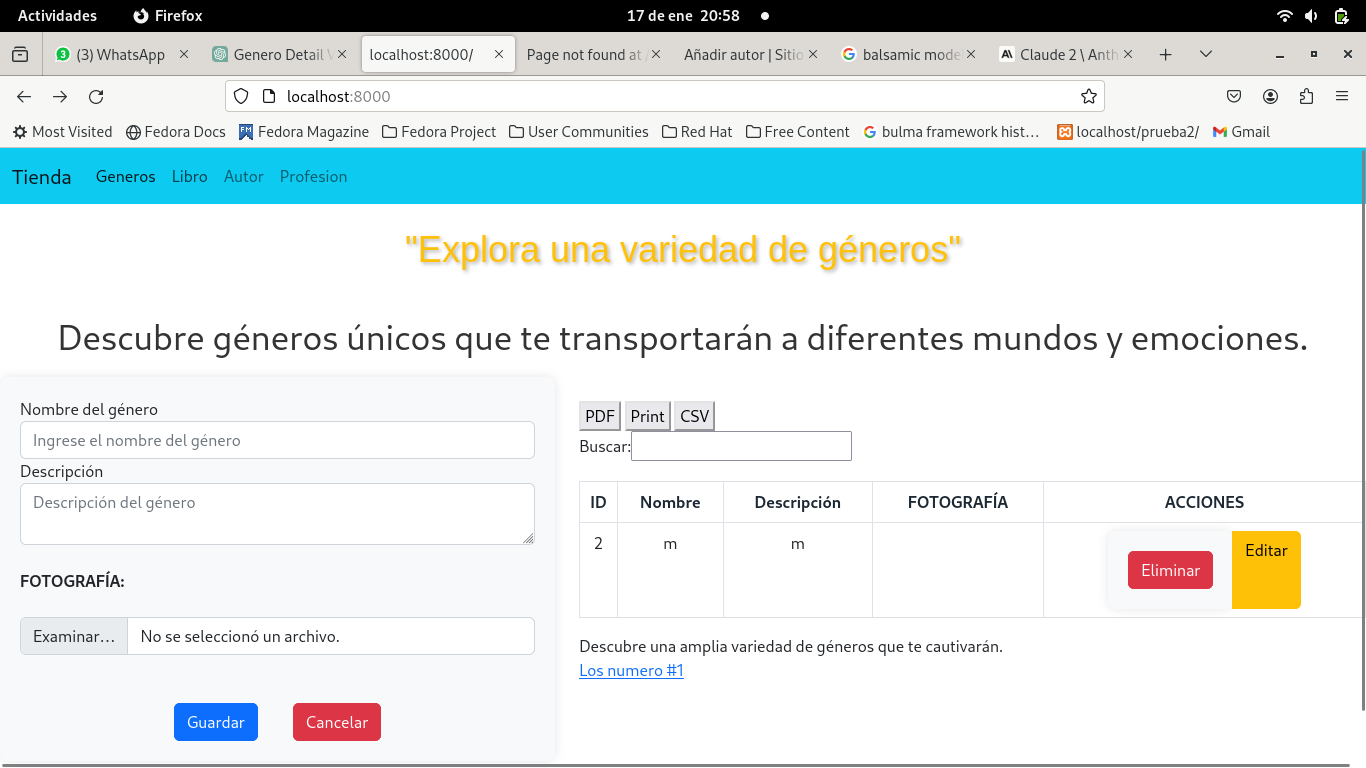 Actividades Firefox 17 de ene 20:58
(3) WhatsApp Genero Detail V localhost:8000/ Page not found at / Añadir autor | Sitio balsamic mode Claude 2 \ Anth
localhost:8000
Most Visited Fedora Docs Fedora Magazine Fedora Project User Communities Red Hat Free Content bulma framework hist… localhost/prueba2/ Gmail
Tienda Generos Libro Autor Profesion
"Explora una variedad de géneros"
Descubre géneros únicos que te transportarán a diferentes mundos y emociones.
Nombre del género
Ingrese el nombre del género
Descripción
Descripción del género
FOTOGRAFÍA:
Examinar... No se seleccionó un archivo.
Guardar Cancelar
PDF Print CSV
Buscar:
ID Nombre Descripción FOTOGRAFÍA ACCIONES
2 m m Eliminar Editar
Descubre una amplia variedad de géneros que te cautivarán.
Los numero #1